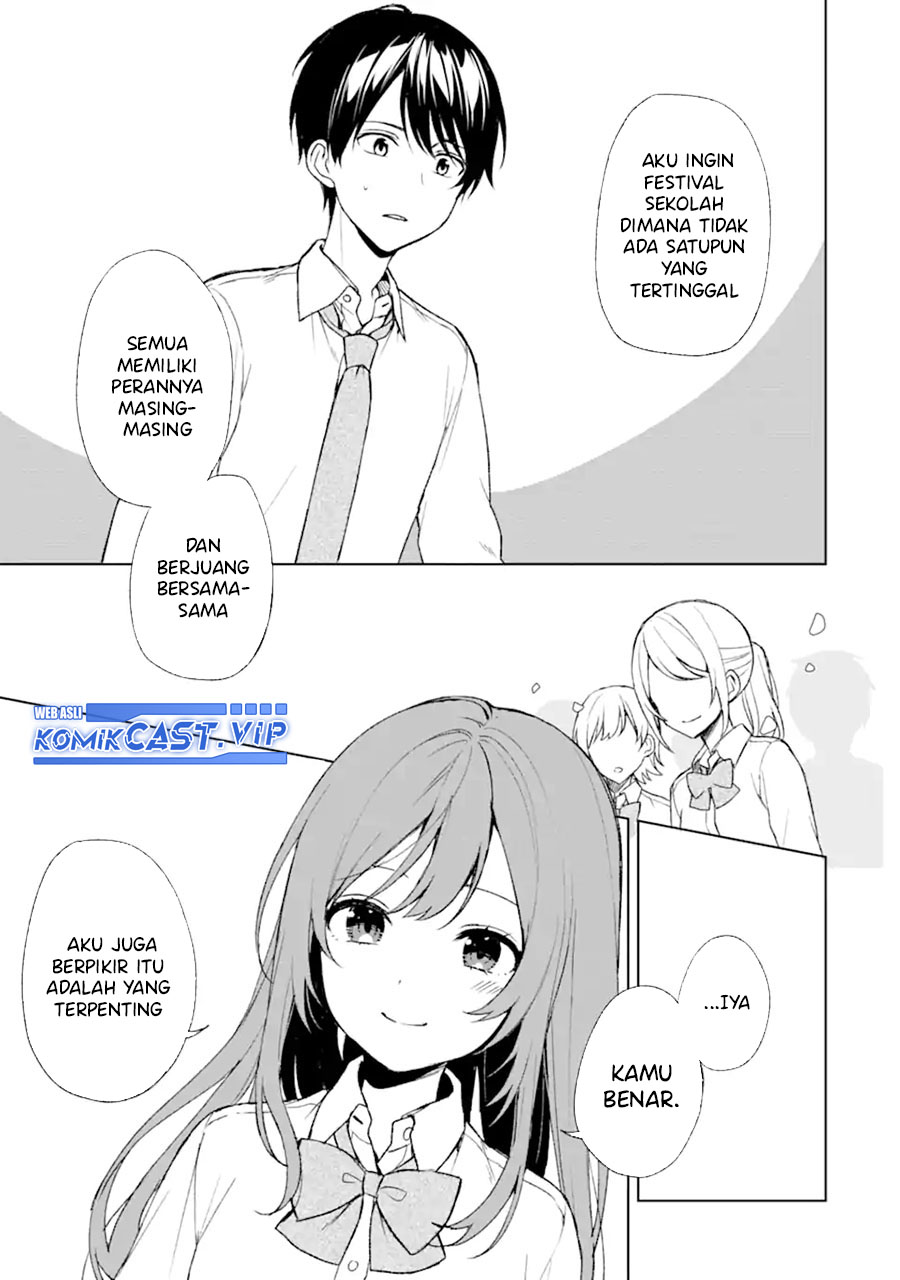 AKU INGIN
FESTIVAL
SEKOLAH
DIMANA TIDAK
ADA SATUPUN
YANG
TERTINGGAL
SEMUA
MEMILIKI
PERANNYA
MASING-
MASING
DAN
BERJUANG
BERSAMA-
SAMA
WEB ASLI
KOMIKCAST.VIP
...IYA
KAMU
BENAR.
AKU JUGA
BERPIKIR ITU
ADALAH YANG
TERPENTING